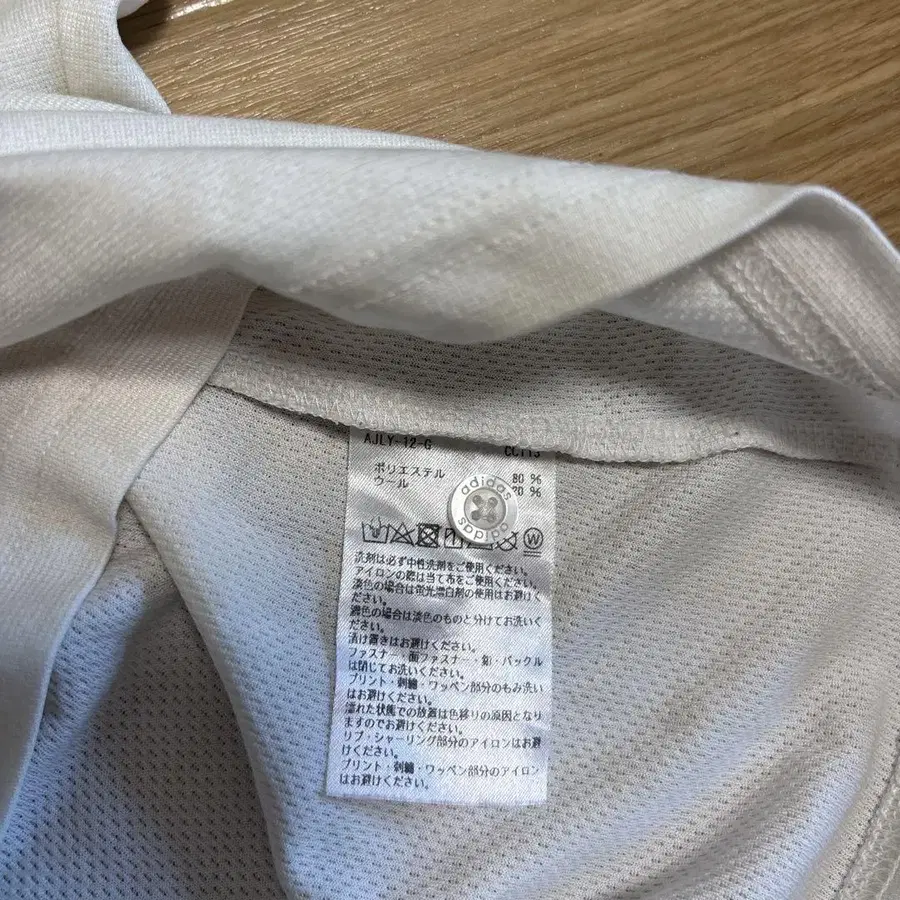 AJLY-12-G CC113
ポリエステル 80 %
ウール 20 %
adidas
adidas
W
洗剤は必ず中性洗剤をご使用ください。
アイロンの際は当て布をご使用ください。
淡色の場合は蛍光漂白剤の使用はお避けく
ださい。
濃色の場合は淡色のものと分けてお洗いく
ださい。
漬け置きはお避けください。
ファスナー・面ファスナー・釦・バックル
は閉じてお洗いください。
プリント・刺繍・ワッペン部分のもみ洗い
はお避けください。
濡れた状態での放置は色移りの原因となり
ますのでお避けください。
リブ・シャーリング部分のアイロンはお避
けください。
プリント・刺繍・ワッペン部分のアイロン
はお避けください。